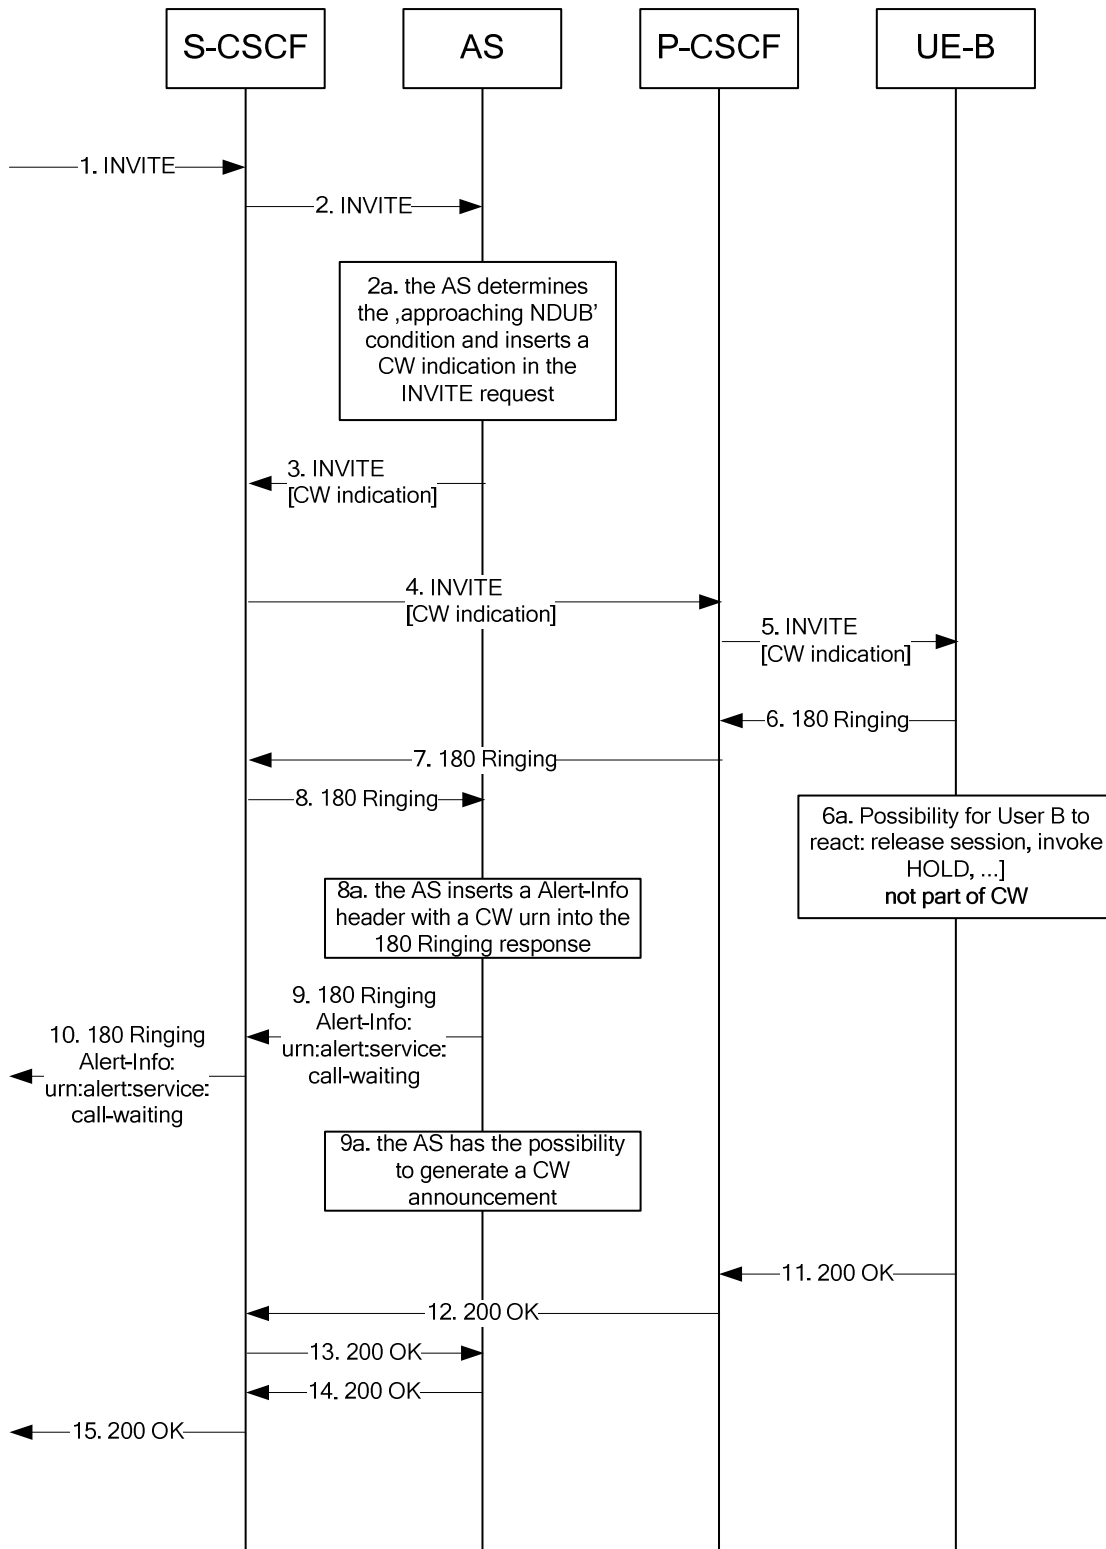 S-CSCF
AS
P-CSCF
UE-B
1. INVITE
2. INVITE
2a. the AS determines
the ‚approaching NDUB’
condition and inserts a
CW indication in the
INVITE request
3. INVITE
[CW indication]
4. INVITE
[CW indication]
5. INVITE
[CW indication]
6. 180 Ringing
7. 180 Ringing
8. 180 Ringing
6a. Possibility for User B to
react: release session, invoke
HOLD, ...]
not part of CW
8a. the AS inserts a Alert-Info
header with a CW urn into the
180 Ringing response
9. 180 Ringing
Alert-Info:
urn:alert:service:
call-waiting
10. 180 Ringing
Alert-Info:
urn:alert:service:
call-waiting
9a. the AS has the possibility
to generate a CW
announcement
11. 200 OK
12. 200 OK
13. 200 OK
14. 200 OK
15. 200 OK